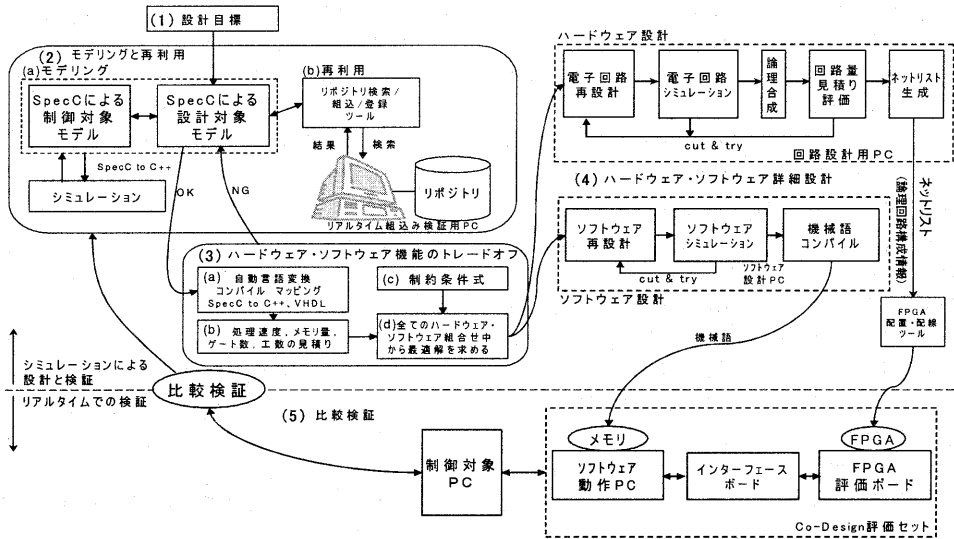 (1) 設計目標
(2) モデリングと再利用
(a)モデリング
SpecCによる
制御対象
モデル
SpecCによる
設計対象
モデル
SpecC to C++
シミュレーション
(b)再利用
リポジトリ検索/
組込/登録
ツール
結果
検索
リポジトリ
リアルタイム組込み検証用PC
OK
NG
(3) ハードウェア・ソフトウェア機能のトレードオフ
(a) 自動言語変換
コンパイル マッピング
SpecC to C++、VHDL
(b) 処理速度、メモリ量、
ゲート数、工数の見積り
(c) 制約条件式
(d)全てのハードウェア・
ソフトウェア組合せ中
から最適解を求める
ハードウェア設計
電子回路
再設計
電子回路
シミュレーション
論理合成
回路量
見積り
評価
ネットリスト
生成
cut & try
回路設計用PC
(4) ハードウェア・ソフトウェア詳細設計
ソフトウェア
再設計
ソフトウェア
シミュレーション
機械語
コンパイル
cut & try
ソフトウェア
設計PC
ソフトウェア設計
ネットリスト
(論理回路構成情報)
FPGA
配置・配線
ツール
機械語
シミュレーションによる
設計と検証
リアルタイムでの検証
比較検証
(5) 比較検証
制御対象
PC
メモリ
FPGA
ソフトウェア
動作PC
インターフェース
ボード
FPGA
評価ボード
Co-Design評価セット